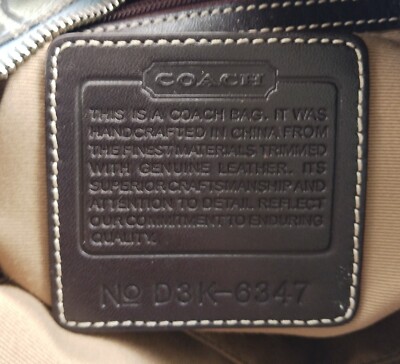 COACH
THIS IS A COACH BAG. IT WAS
HANDCRAFTED IN CHINA FROM
THE FINEST MATERIALS TRIMMED
WITH GENUINE LEATHER. ITS
SUPERIOR CRAFTSMANSHIP AND
ATTENTION TO DETAIL REFLECT
OUR COMMITMENT TO ENDURING
QUALITY.
No D3K-6347